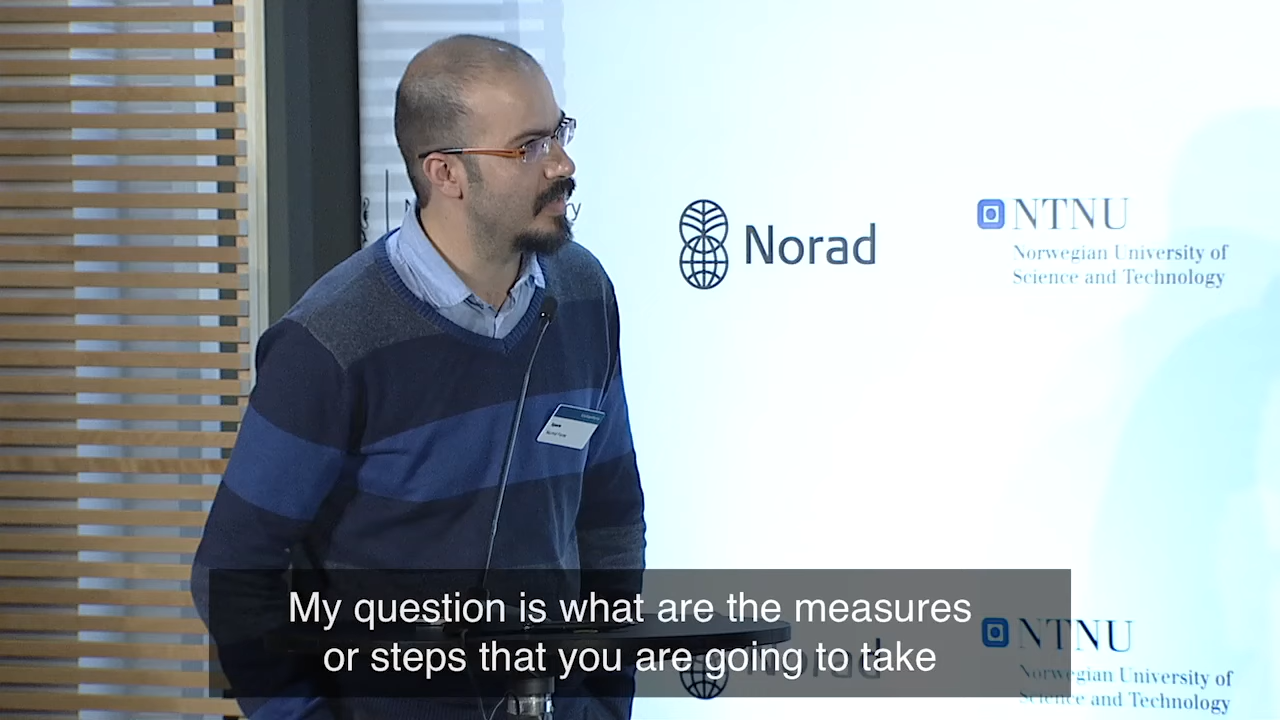 Norad
NTNU
Norwegian University of
Science and Technology
My question is what are the measures
or steps that you are going to take
Norad
NTNU
Norwegian University of
Science and Technology